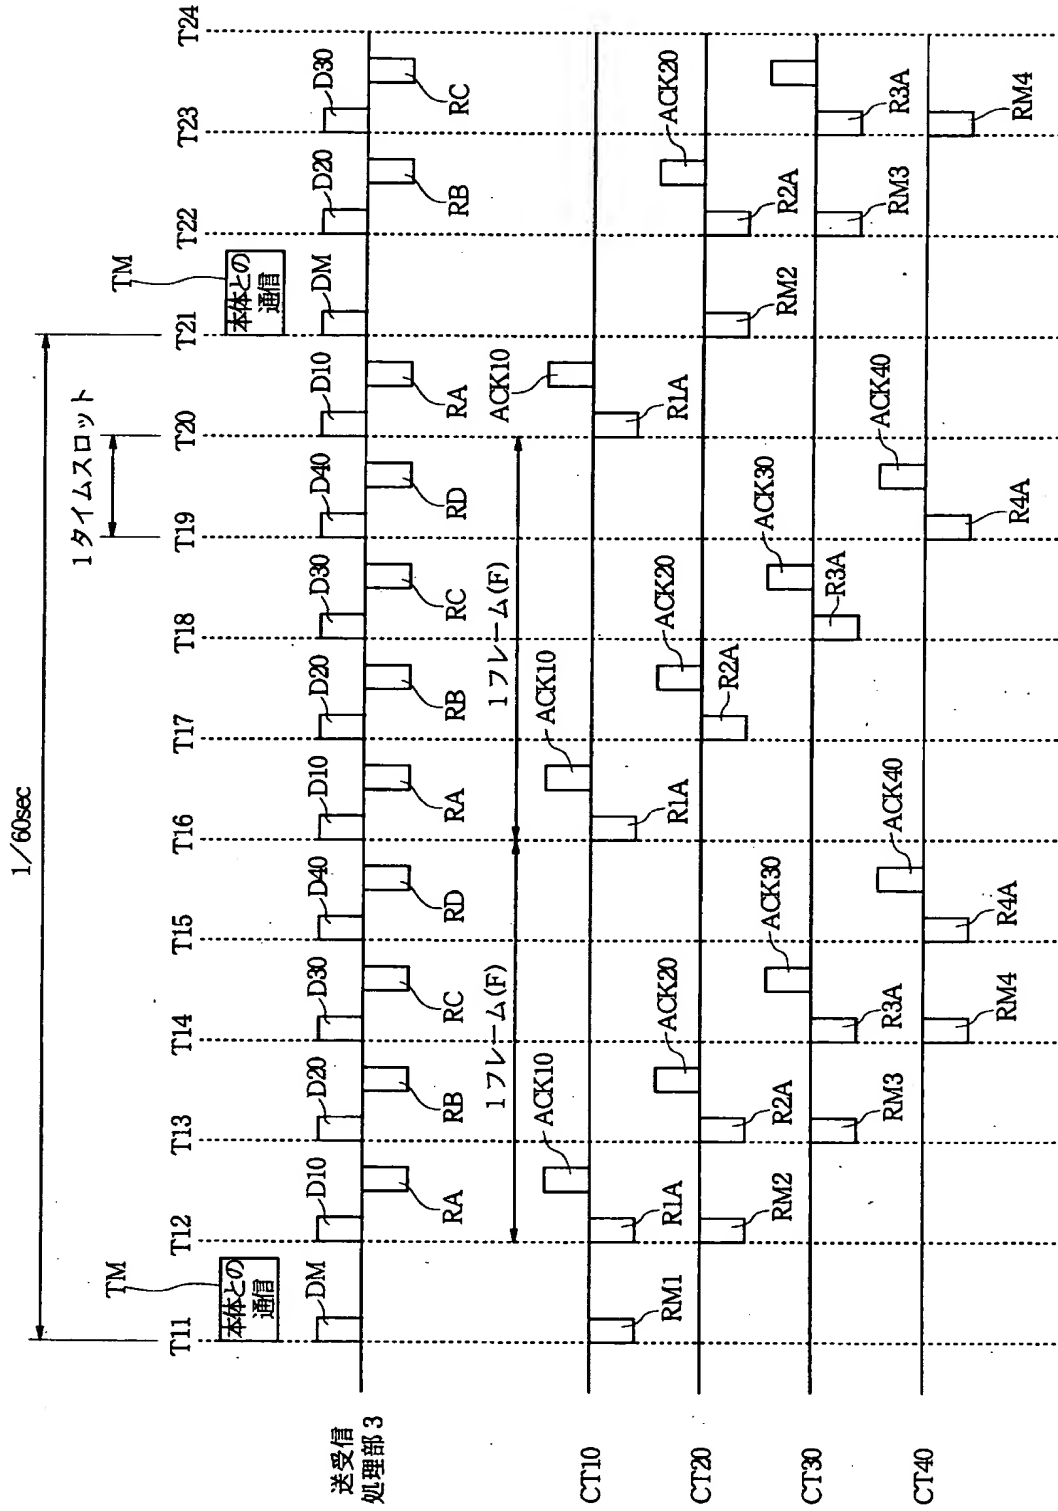 1/60sec
1タイムスロット
T11 T12 T13 T14 T15 T16 T17 T18 T19 T20 T21 T22 T23 T24
TM
本体との
通信
TM
本体との
通信
DM D10 D20 D30 D40 D10 D20 D30 D40 D10 DM D20 D30
送受信
処理部3
RA RB RC RD RA RB RC RD RA RB RC
1フレーム(F)
1フレーム(F)
ACK10 ACK10 ACK10
CT10
RM1 R1A R1A R1A
ACK20 ACK20 ACK20
CT20
RM2 R2A R2A RM2 R2A
ACK30 ACK30
CT30
RM3 R3A R3A RM3 R3A
ACK40 ACK40
CT40
RM4 R4A R4A RM4